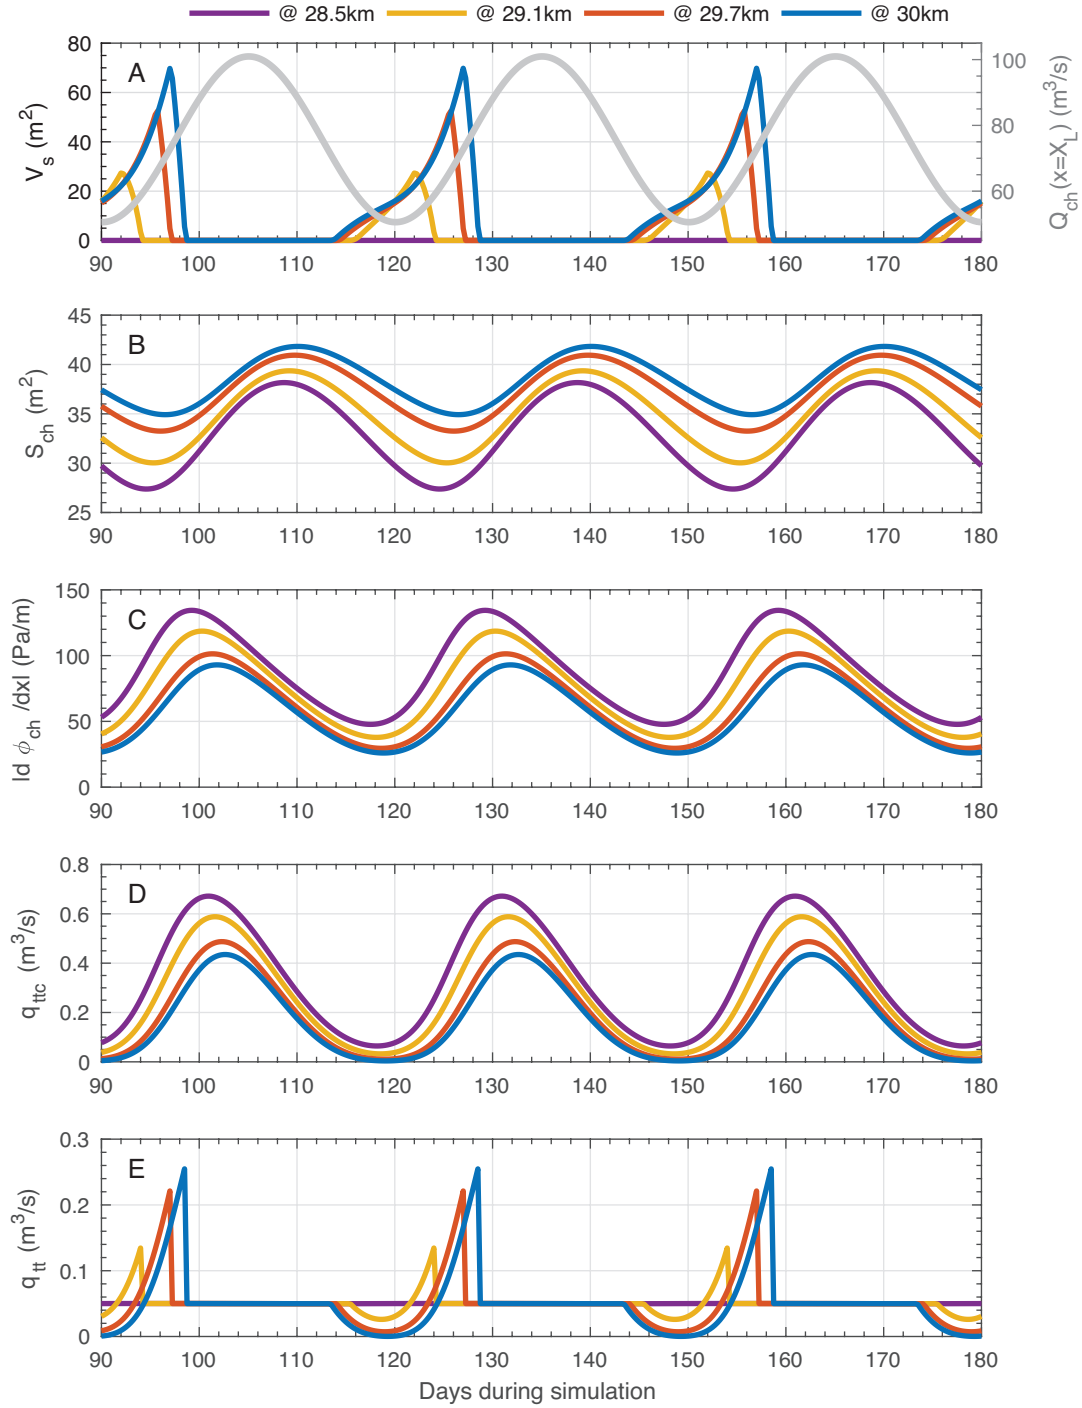 @ 28.5km @ 29.1km @ 29.7km @ 30km
A
V_s (m^2)
80
60
40
20
0
Q_ch(x=X_L) (m^3/s)
100
80
60
90 100 110 120 130 140 150 160 170 180
B
S_ch (m^2)
45
40
35
30
25
90 100 110 120 130 140 150 160 170 180
C
|d ϕ_ch /dx| (Pa/m)
150
100
50
0
90 100 110 120 130 140 150 160 170 180
D
q_ttc (m^3/s)
0.8
0.6
0.4
0.2
0
90 100 110 120 130 140 150 160 170 180
E
q_tt (m^3/s)
0.3
0.2
0.1
0
90 100 110 120 130 140 150 160 170 180
Days during simulation